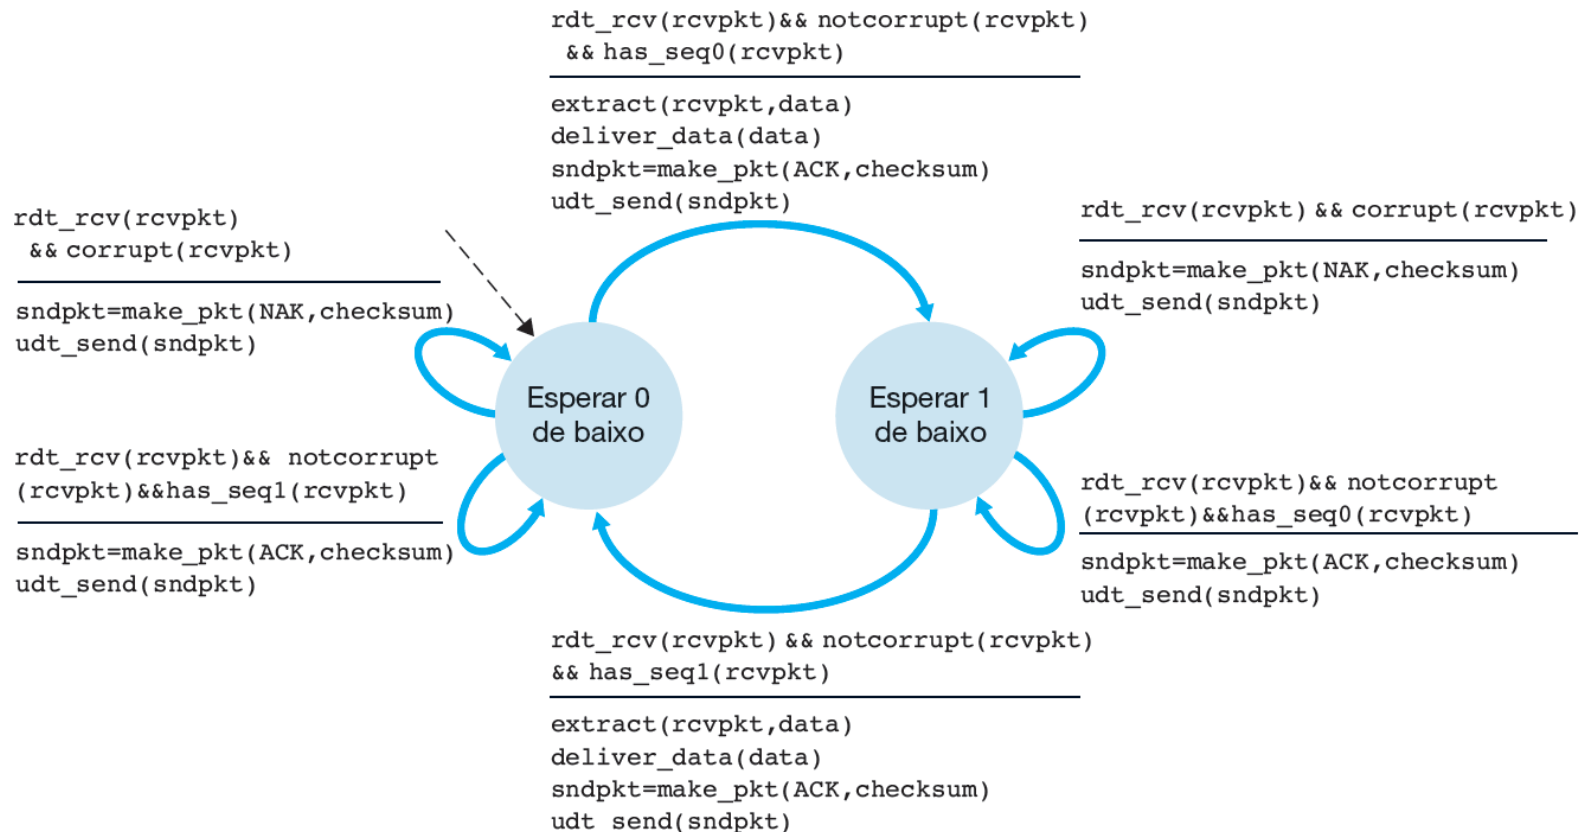 rdt_rcv(rcvpkt)&& notcorrupt(rcvpkt)
&& has_seq0(rcvpkt)
extract(rcvpkt,data)
deliver_data(data)
sndpkt=make_pkt(ACK,checksum)
udt_send(sndpkt)
rdt_rcv(rcvpkt)
&& corrupt(rcvpkt)
sndpkt=make_pkt(NAK,checksum)
udt_send(sndpkt)
rdt_rcv(rcvpkt) && corrupt(rcvpkt)
sndpkt=make_pkt(NAK,checksum)
udt_send(sndpkt)
Esperar 0
de baixo
Esperar 1
de baixo
rdt_rcv(rcvpkt)&& notcorrupt
(rcvpkt)&&has_seq1(rcvpkt)
sndpkt=make_pkt(ACK,checksum)
udt_send(sndpkt)
rdt_rcv(rcvpkt)&& notcorrupt
(rcvpkt)&&has_seq0(rcvpkt)
sndpkt=make_pkt(ACK,checksum)
udt_send(sndpkt)
rdt_rcv(rcvpkt) && notcorrupt(rcvpkt)
&& has_seq1(rcvpkt)
extract(rcvpkt,data)
deliver_data(data)
sndpkt=make_pkt(ACK,checksum)
udt_send(sndpkt)